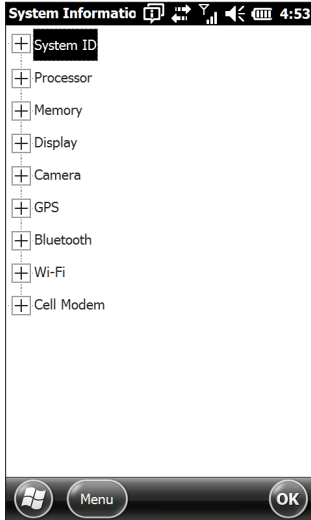 System Informatio 4:53
System ID
Processor
Memory
Display
Camera
GPS
Bluetooth
Wi-Fi
Cell Modem
Menu OK